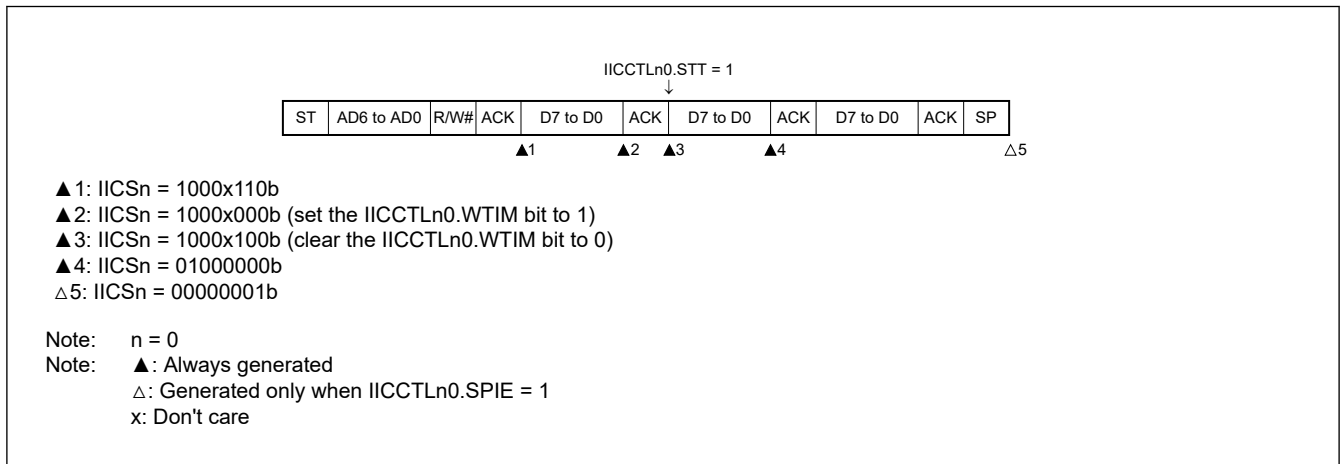 IICCTLn0.STT = 1
↓
ST AD6 to AD0 R/W# ACK D7 to D0 ACK D7 to D0 ACK D7 to D0 ACK SP
▲1 ▲2 ▲3 ▲4 △5
▲1: IICSn = 1000x110b
▲2: IICSn = 1000x000b (set the IICCTLn0.WTIM bit to 1)
▲3: IICSn = 1000x100b (clear the IICCTLn0.WTIM bit to 0)
▲4: IICSn = 01000000b
△5: IICSn = 00000001b
Note: n = 0
Note: ▲: Always generated
△: Generated only when IICCTLn0.SPIE = 1
x: Don't care